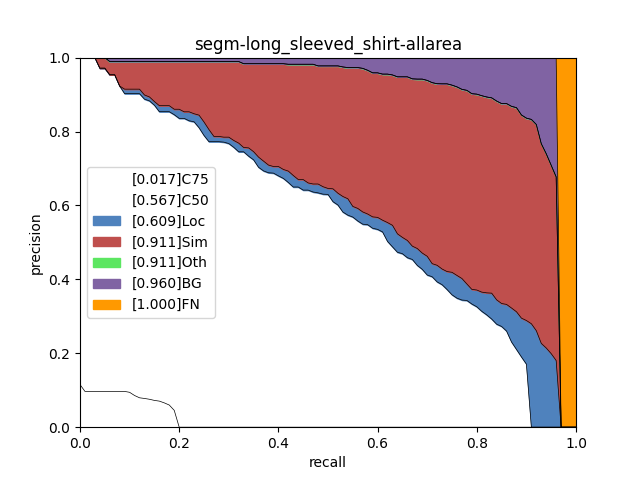 segm-long_sleeved_shirt-allarea
1.0
0.8
0.6
0.4
0.2
0.0
precision
[0.017]C75
[0.567]C50
[0.609]Loc
[0.911]Sim
[0.911]Oth
[0.960]BG
[1.000]FN
0.0 0.2 0.4 0.6 0.8 1.0
recall